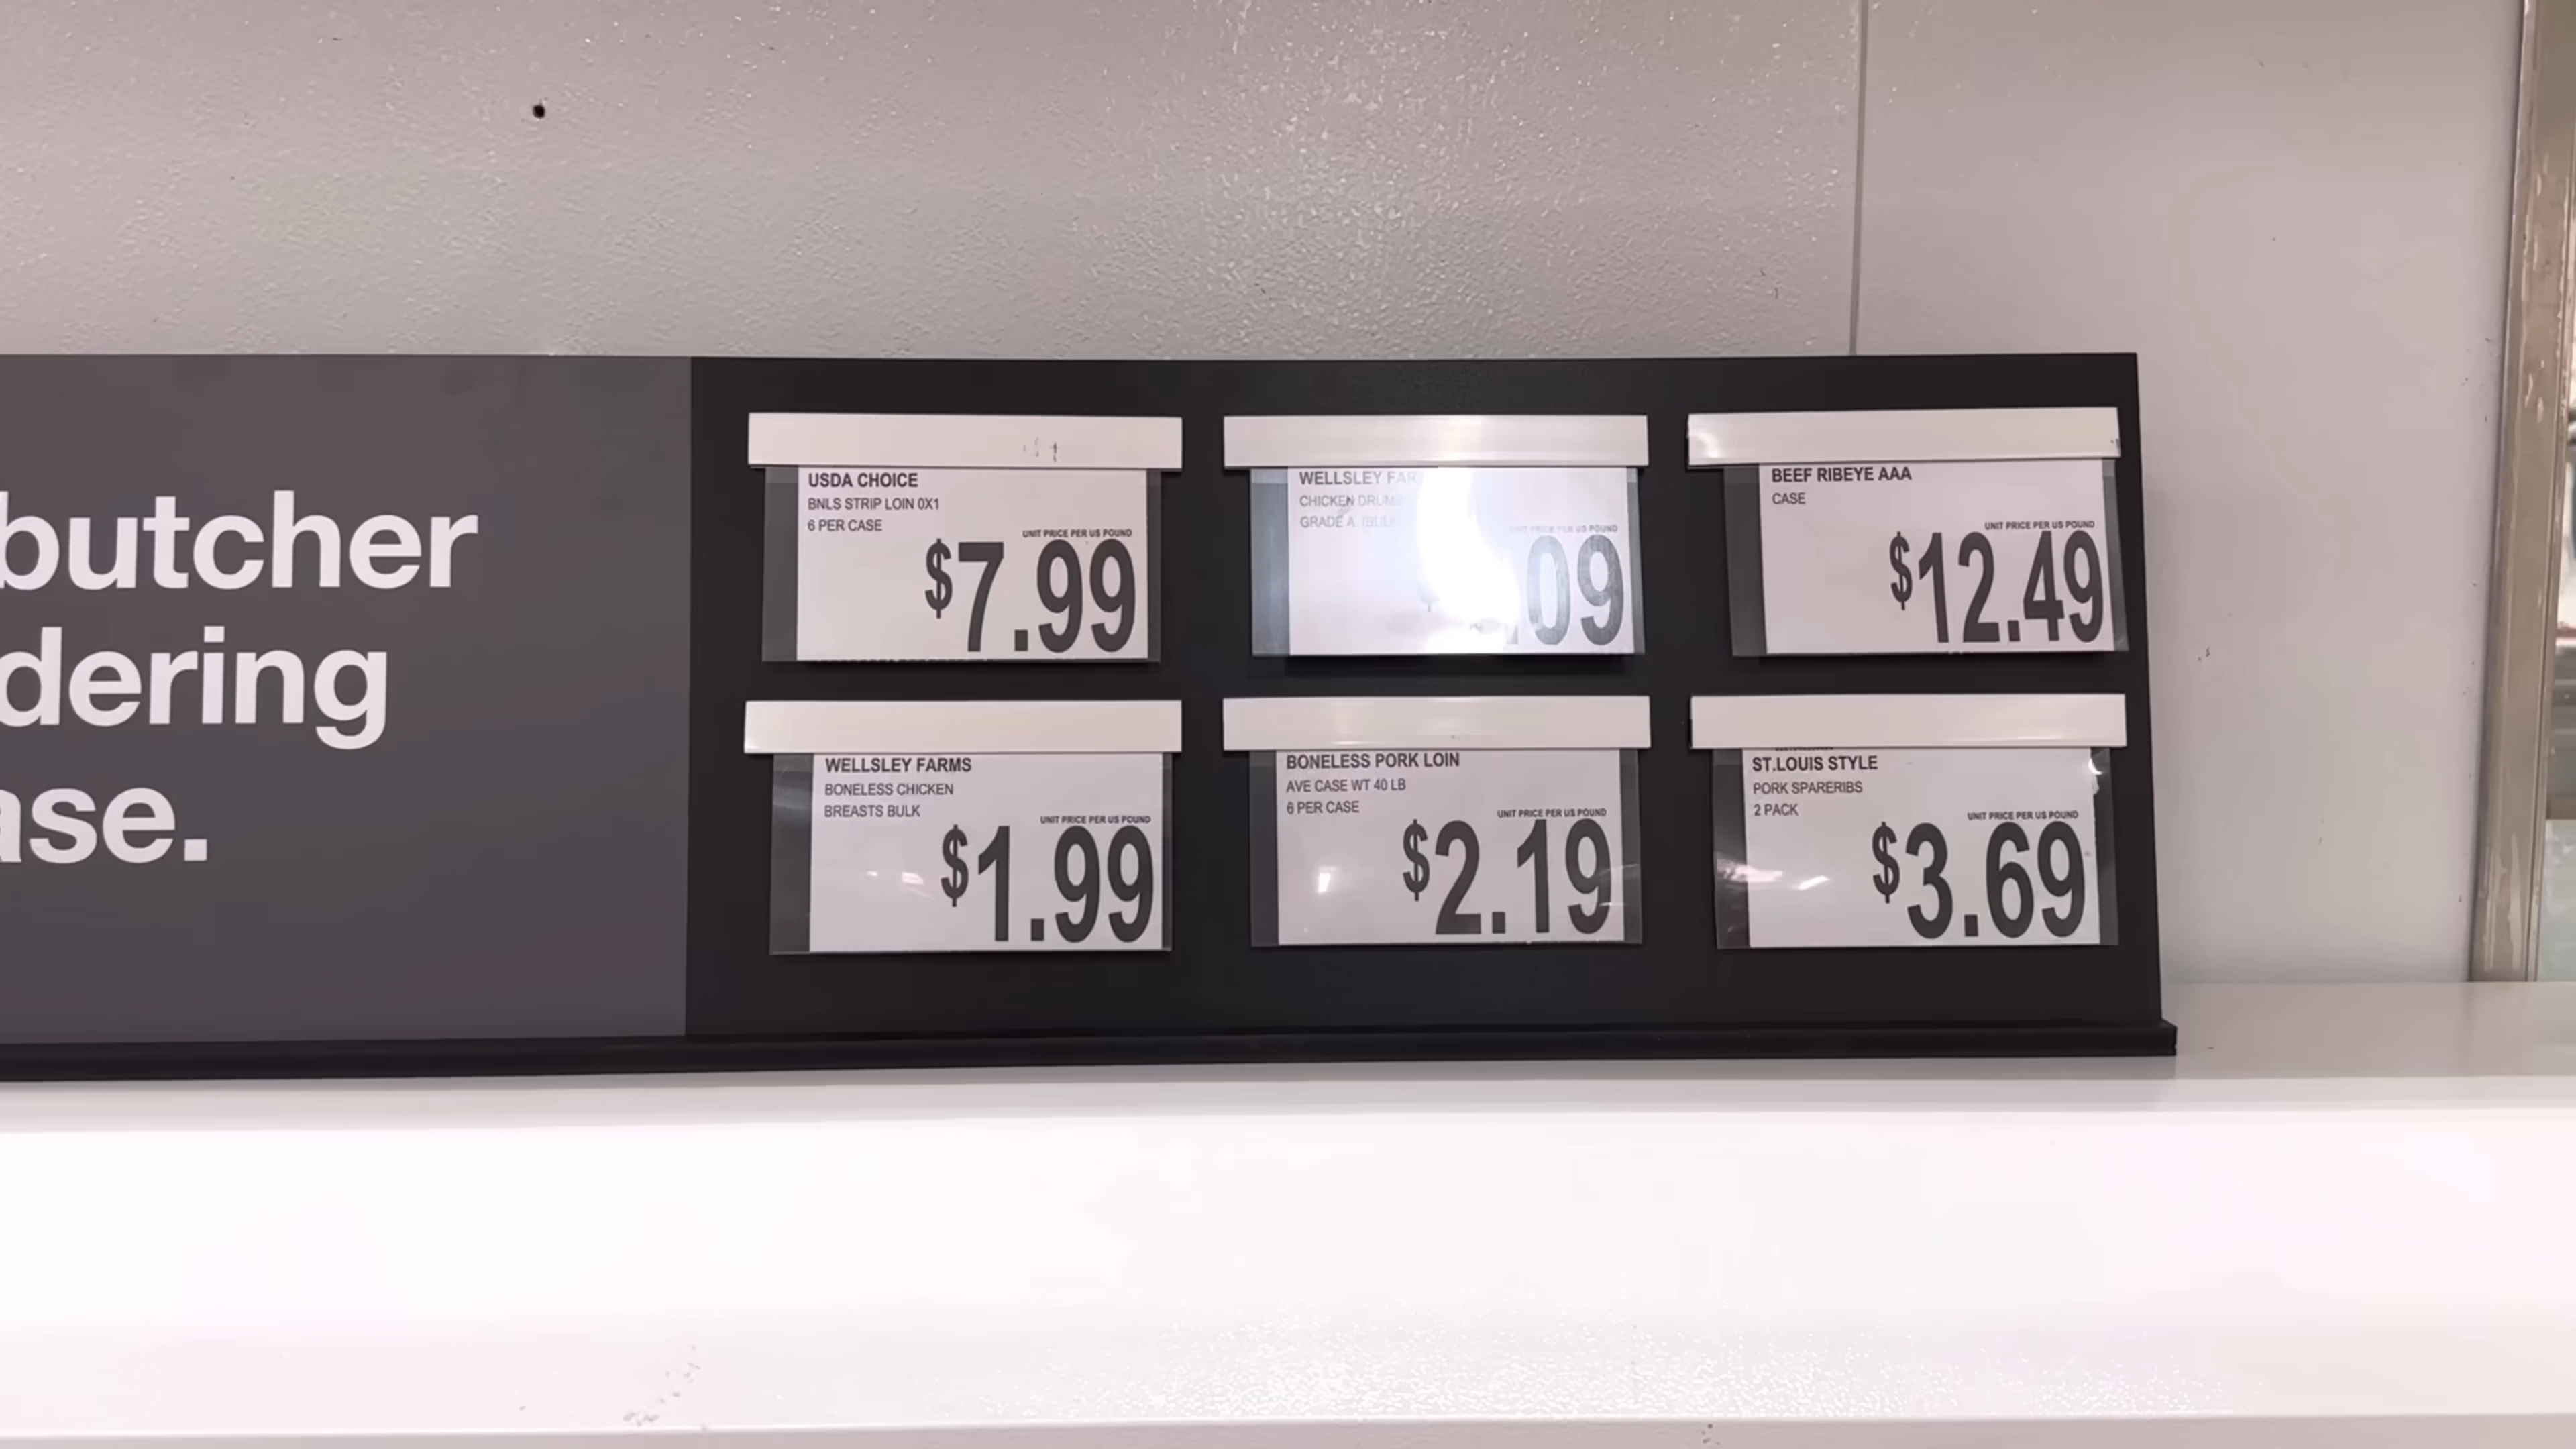 butcher
dering
ase.
USDA CHOICE
BNLS STRIP LOIN 0X1
6 PER CASE
UNIT PRICE PER US POUND
$7.99
WELLSLEY FAR
CHICKEN DRUMS
GRADE A
UNIT PRICE PER US POUND
.09
BEEF RIBEYE AAA
CASE
UNIT PRICE PER US POUND
$12.49
WELLSLEY FARMS
BONELESS CHICKEN
BREASTS BULK
UNIT PRICE PER US POUND
$1.99
BONELESS PORK LOIN
AVE CASE WT 40 LB
6 PER CASE
UNIT PRICE PER US POUND
$2.19
ST.LOUIS STYLE
PORK SPARERIBS
2 PACK
UNIT PRICE PER US POUND
$3.69